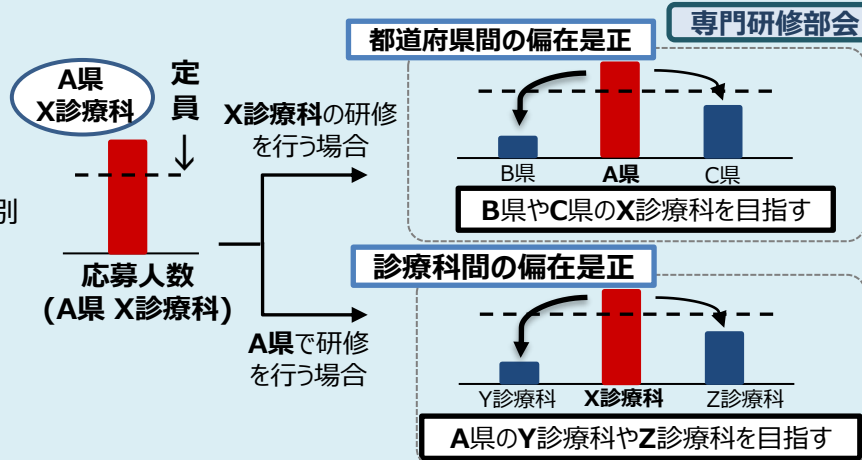 専門研修部会
都道府県間の偏在是正
A県
X診療科
定
員
↓
X診療科の研修
を行う場合
B県
A県
C県
B県やC県のX診療科を目指す
別
応募人数
(A県 X診療科)
診療科間の偏在是正
A県で研修
を行う場合
Y診療科
X診療科
Z診療科
A県のY診療科やZ診療科を目指す